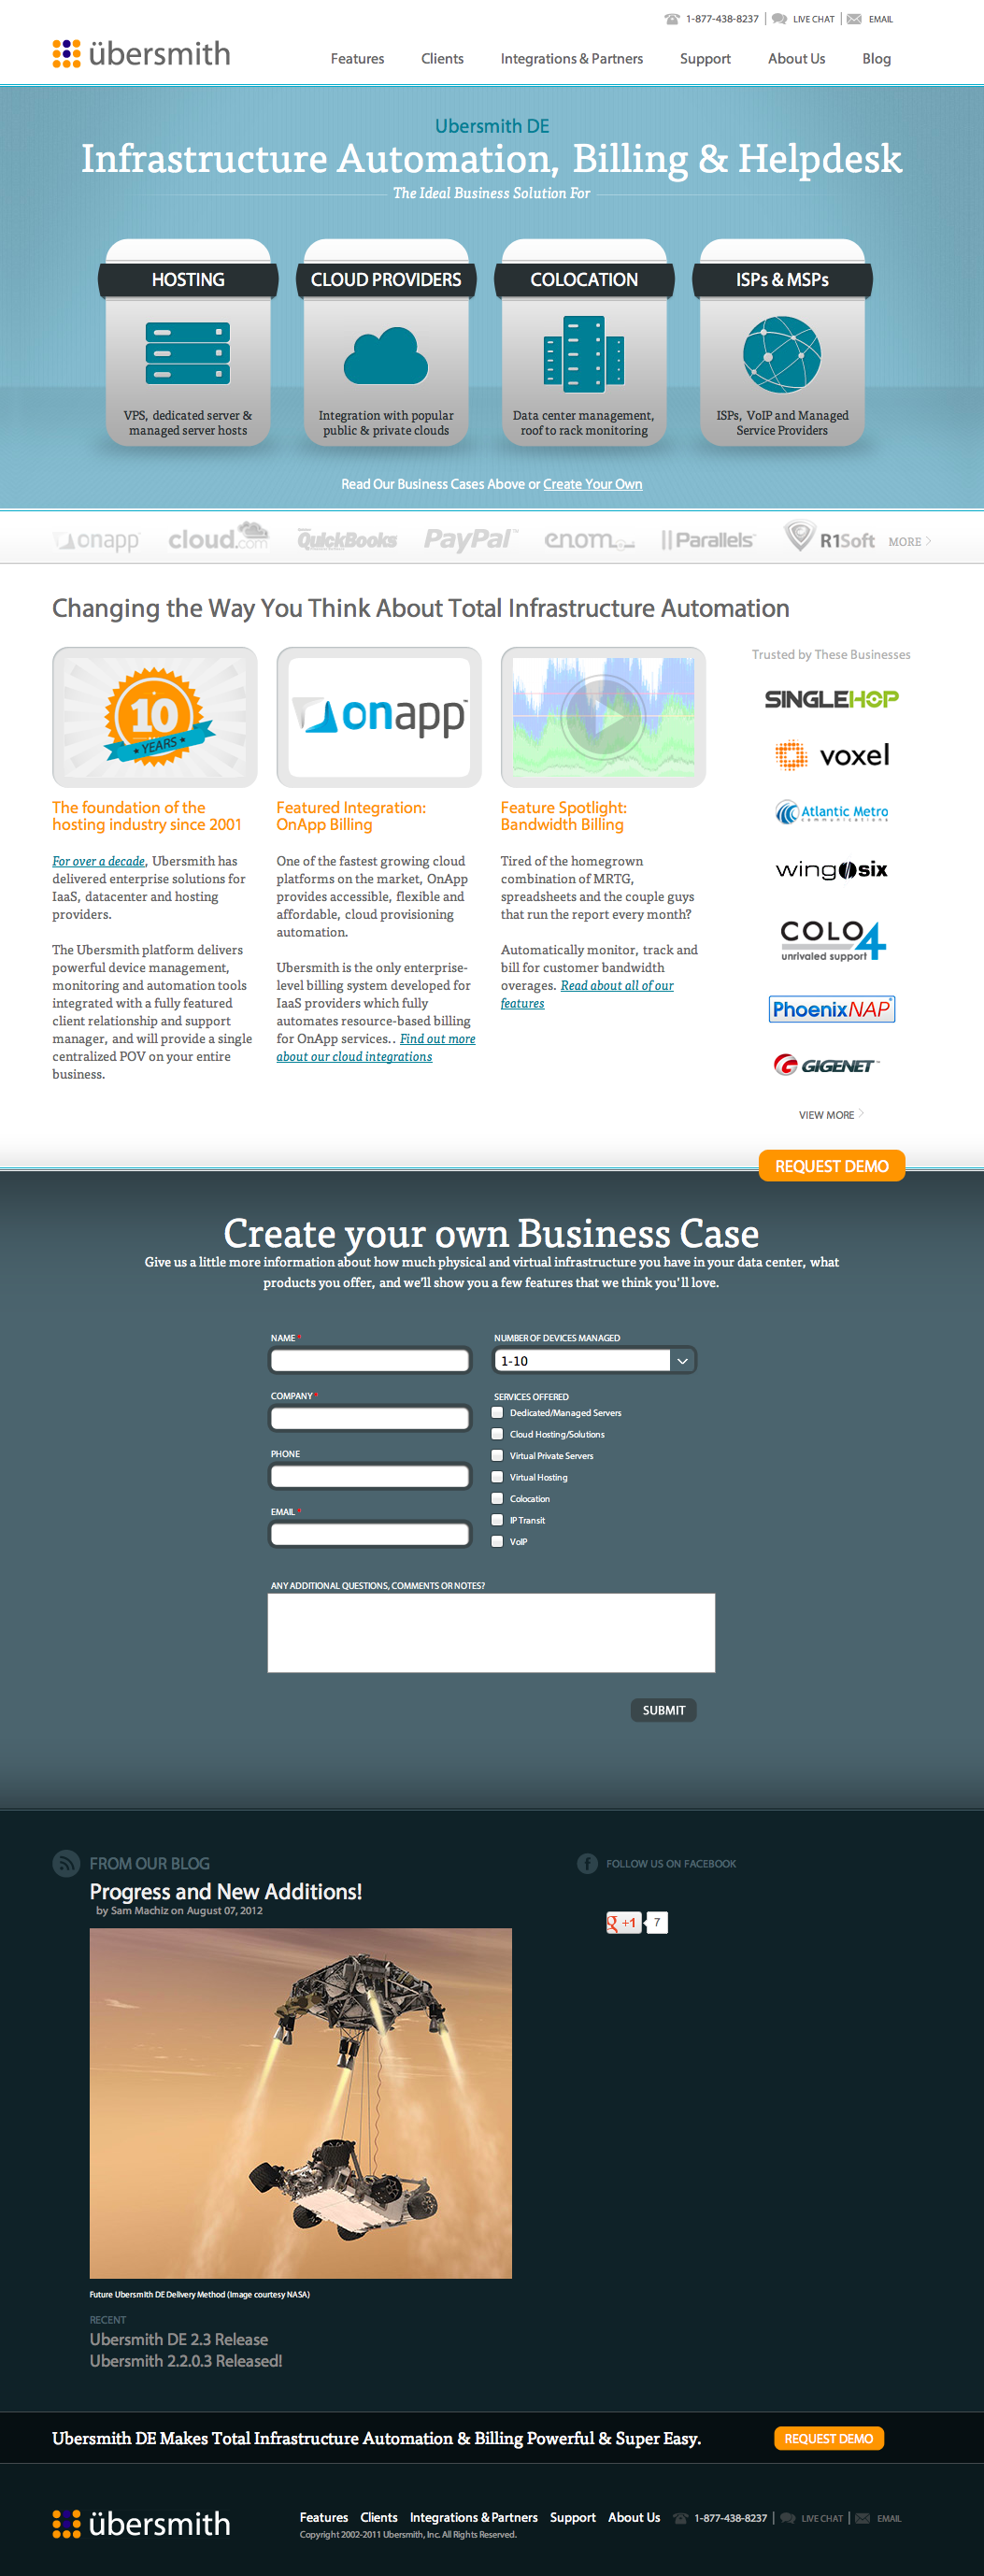 1-877-438-8237 | LIVE CHAT | EMAIL
übersmith
Features Clients Integrations & Partners Support About Us Blog
Ubersmith DE
Infrastructure Automation, Billing & Helpdesk
The Ideal Business Solution For
HOSTING
VPS, dedicated server &
managed server hosts
CLOUD PROVIDERS
Integration with popular
public & private clouds
COLOCATION
Data center management,
roof to rack monitoring
ISPs & MSPs
ISPs, VoIP and Managed
Service Providers
Read Our Business Cases Above or Create Your Own
onapp cloud.com QuickBooks PayPal™ enom Parallels R1Soft MORE
Changing the Way You Think About Total Infrastructure Automation
10
* YEARS *
The foundation of the
hosting industry since 2001
For over a decade, Ubersmith has
delivered enterprise solutions for
IaaS, datacenter and hosting
providers.
The Ubersmith platform delivers
powerful device management,
monitoring and automation tools
integrated with a fully featured
client relationship and support
manager, and will provide a single
centralized POV on your entire
business.
onapp™
Featured Integration:
OnApp Billing
One of the fastest growing cloud
platforms on the market, OnApp
provides accessible, flexible and
affordable, cloud provisioning
automation.
Ubersmith is the only enterprise-
level billing system developed for
IaaS providers which fully
automates resource-based billing
for OnApp services.. Find out more
about our cloud integrations
Feature Spotlight:
Bandwidth Billing
Tired of the homegrown
combination of MRTG,
spreadsheets and the couple guys
that run the report every month?
Automatically monitor, track and
bill for customer bandwidth
overages. Read about all of our
features
Trusted by These Businesses
SINGLEHOP
voxel
Atlantic Metro
communications
wingsix
COLO4
unrivaled support
PhoenixNAP
GIGENET™
VIEW MORE
REQUEST DEMO
Create your own Business Case
Give us a little more information about how much physical and virtual infrastructure you have in your data center, what
products you offer, and we'll show you a few features that we think you'll love.
NAME *
COMPANY *
PHONE
EMAIL *
NUMBER OF DEVICES MANAGED
1-10
SERVICES OFFERED
Dedicated/Managed Servers
Cloud Hosting/Solutions
Virtual Private Servers
Virtual Hosting
Colocation
IP Transit
VoIP
ANY ADDITIONAL QUESTIONS, COMMENTS OR NOTES?
SUBMIT
FROM OUR BLOG
Progress and New Additions!
by Sam Machiz on August 07, 2012
Future Ubersmith DE Delivery Method (Image courtesy NASA)
RECENT
Ubersmith DE 2.3 Release
Ubersmith 2.2.0.3 Released!
f FOLLOW US ON FACEBOOK
g +1 7
Ubersmith DE Makes Total Infrastructure Automation & Billing Powerful & Super Easy.
REQUEST DEMO
übersmith
Features Clients Integrations & Partners Support About Us 1-877-438-8237 | LIVE CHAT | EMAIL
Copyright 2002-2011 Ubersmith, Inc. All Rights Reserved.